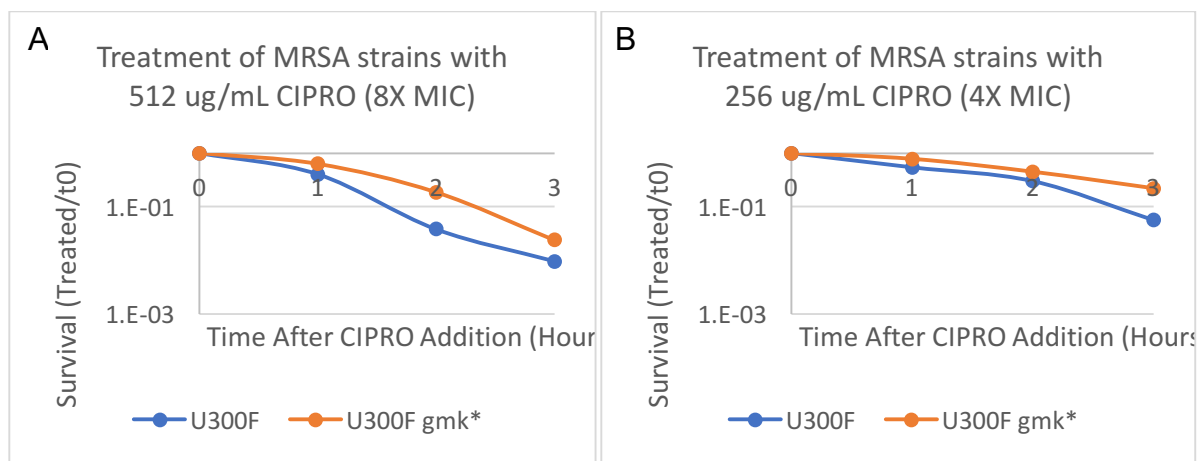 A
Treatment of MRSA strains with
512 ug/mL CIPRO (8X MIC)
Survival (Treated/t0)
0 1 2 3
1.E-01
1.E-03
Time After CIPRO Addition (Hour
U300F U300F gmk*
B
Treatment of MRSA strains with
256 ug/mL CIPRO (4X MIC)
Survival (Treated/t0)
0 1 2 3
1.E-01
1.E-03
Time After CIPRO Addition (Hours
U300F U300F gmk*